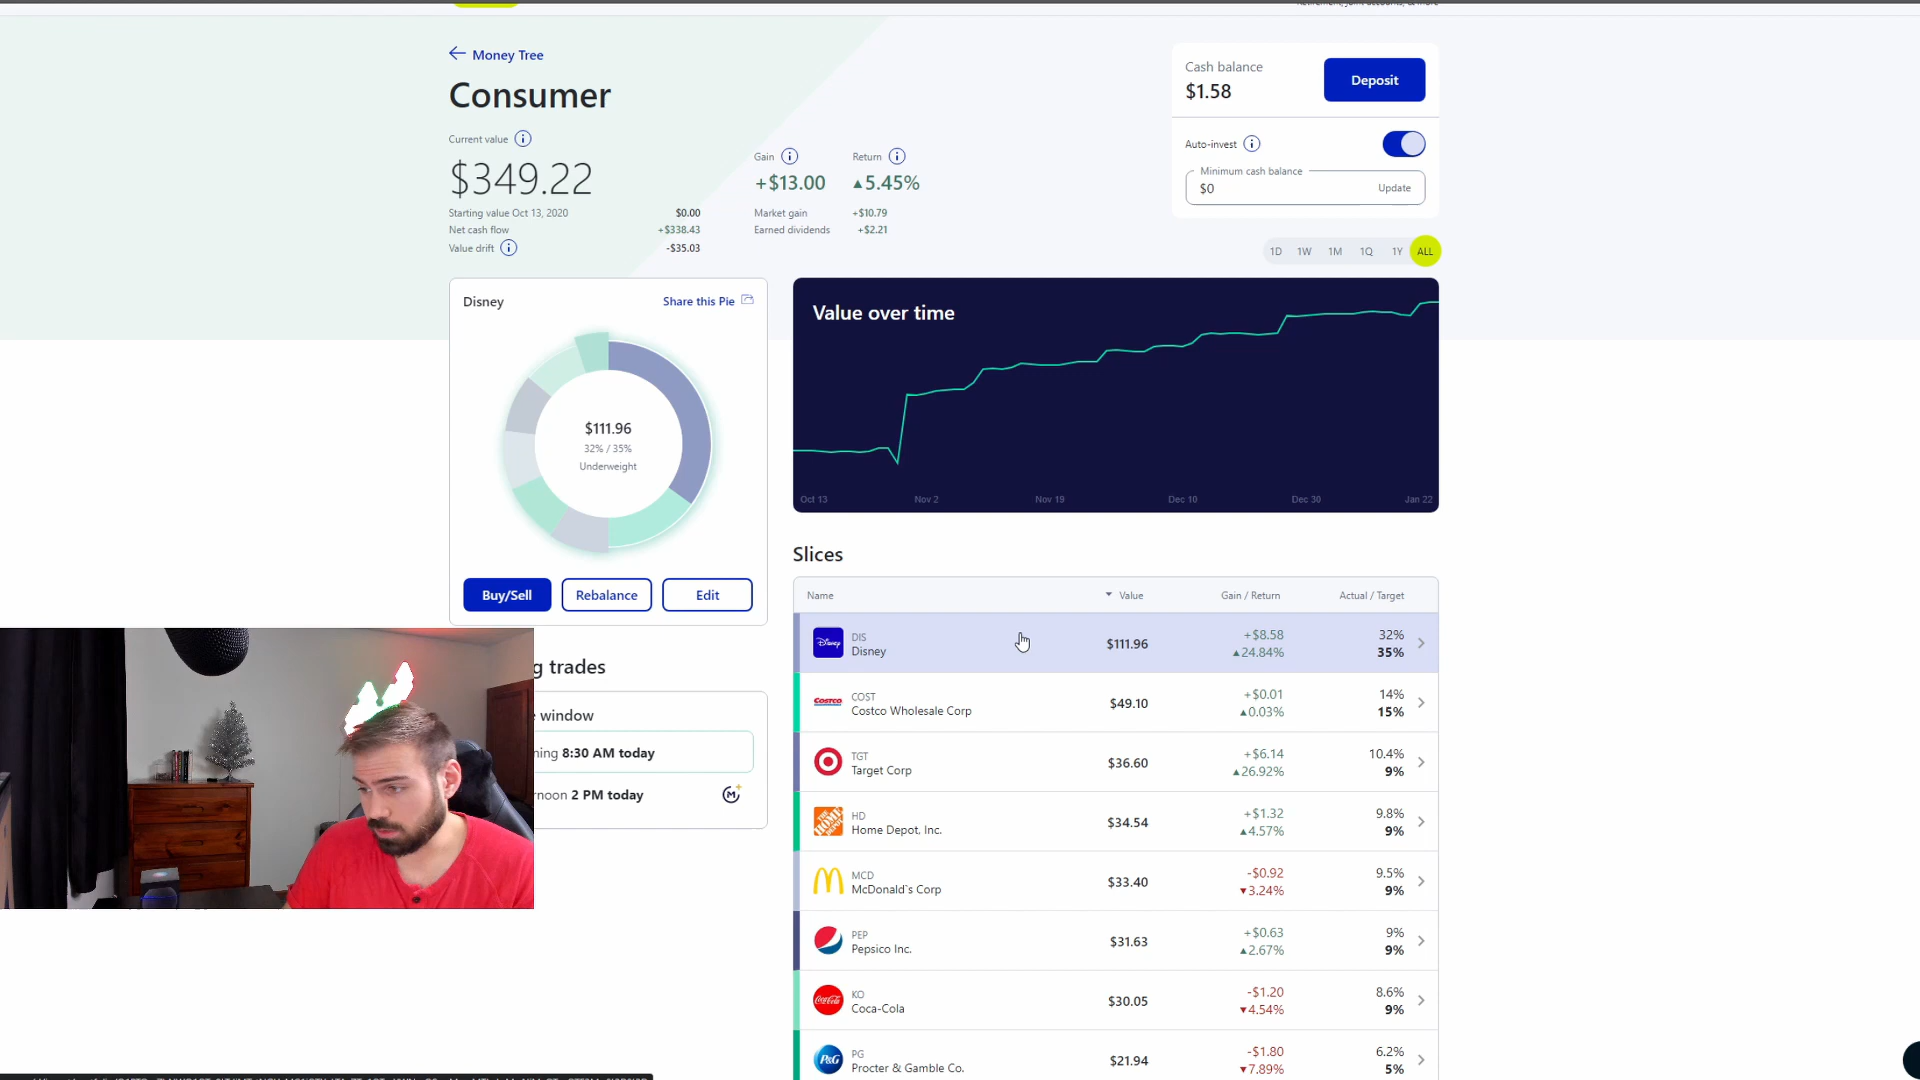 Money Tree
Consumer
Current value
$349.22
Starting value Oct 13, 2020 $0.00
Net cash flow +$338.43
Value drift -$35.03
Gain
+$13.00
Return
5.45%
Market gain +$10.79
Earned dividends +$2.21
Cash balance
$1.58
Deposit
Auto-invest
Minimum cash balance
$0
Update
1D 1W 1M 1Q 1Y ALL
Disney
Share this Pie
$111.96
32% / 35%
Underweight
Buy/Sell Rebalance Edit
Value over time
Oct 13 Nov 2 Nov 19 Dec 10 Dec 30 Jan 22
Slices
Name Value Gain / Return Actual / Target
DIS
Disney
Disney
$111.96
+$8.58
24.84%
32%
35%
COSTCO
COST
Costco Wholesale Corp
$49.10
+$0.01
0.03%
14%
15%
TGT
Target Corp
$36.60
+$6.14
26.92%
10.4%
9%
HD
Home Depot, Inc.
$34.54
+$1.32
4.57%
9.8%
9%
MCD
McDonald`s Corp
$33.40
-$0.92
3.24%
9.5%
9%
PEP
Pepsico Inc.
$31.63
+$0.63
2.67%
9%
9%
Coca-Cola
KO
Coca-Cola
$30.05
-$1.20
4.54%
8.6%
9%
P&G
PG
Procter & Gamble Co.
$21.94
-$1.80
7.89%
6.2%
5%
g trades
window
ning 8:30 AM today
rnoon 2 PM today
M